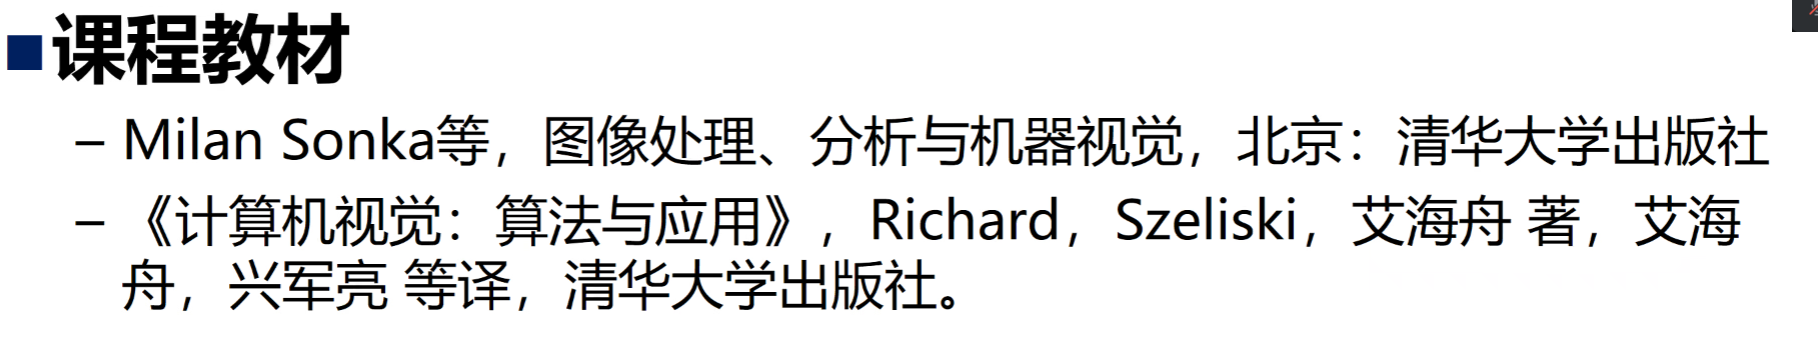 课程教材
– Milan Sonka等，图像处理、分析与机器视觉，北京：清华大学出版社
– 《计算机视觉：算法与应用》，Richard，Szeliski，艾海舟 著，艾海
舟，兴军亮 等译，清华大学出版社。